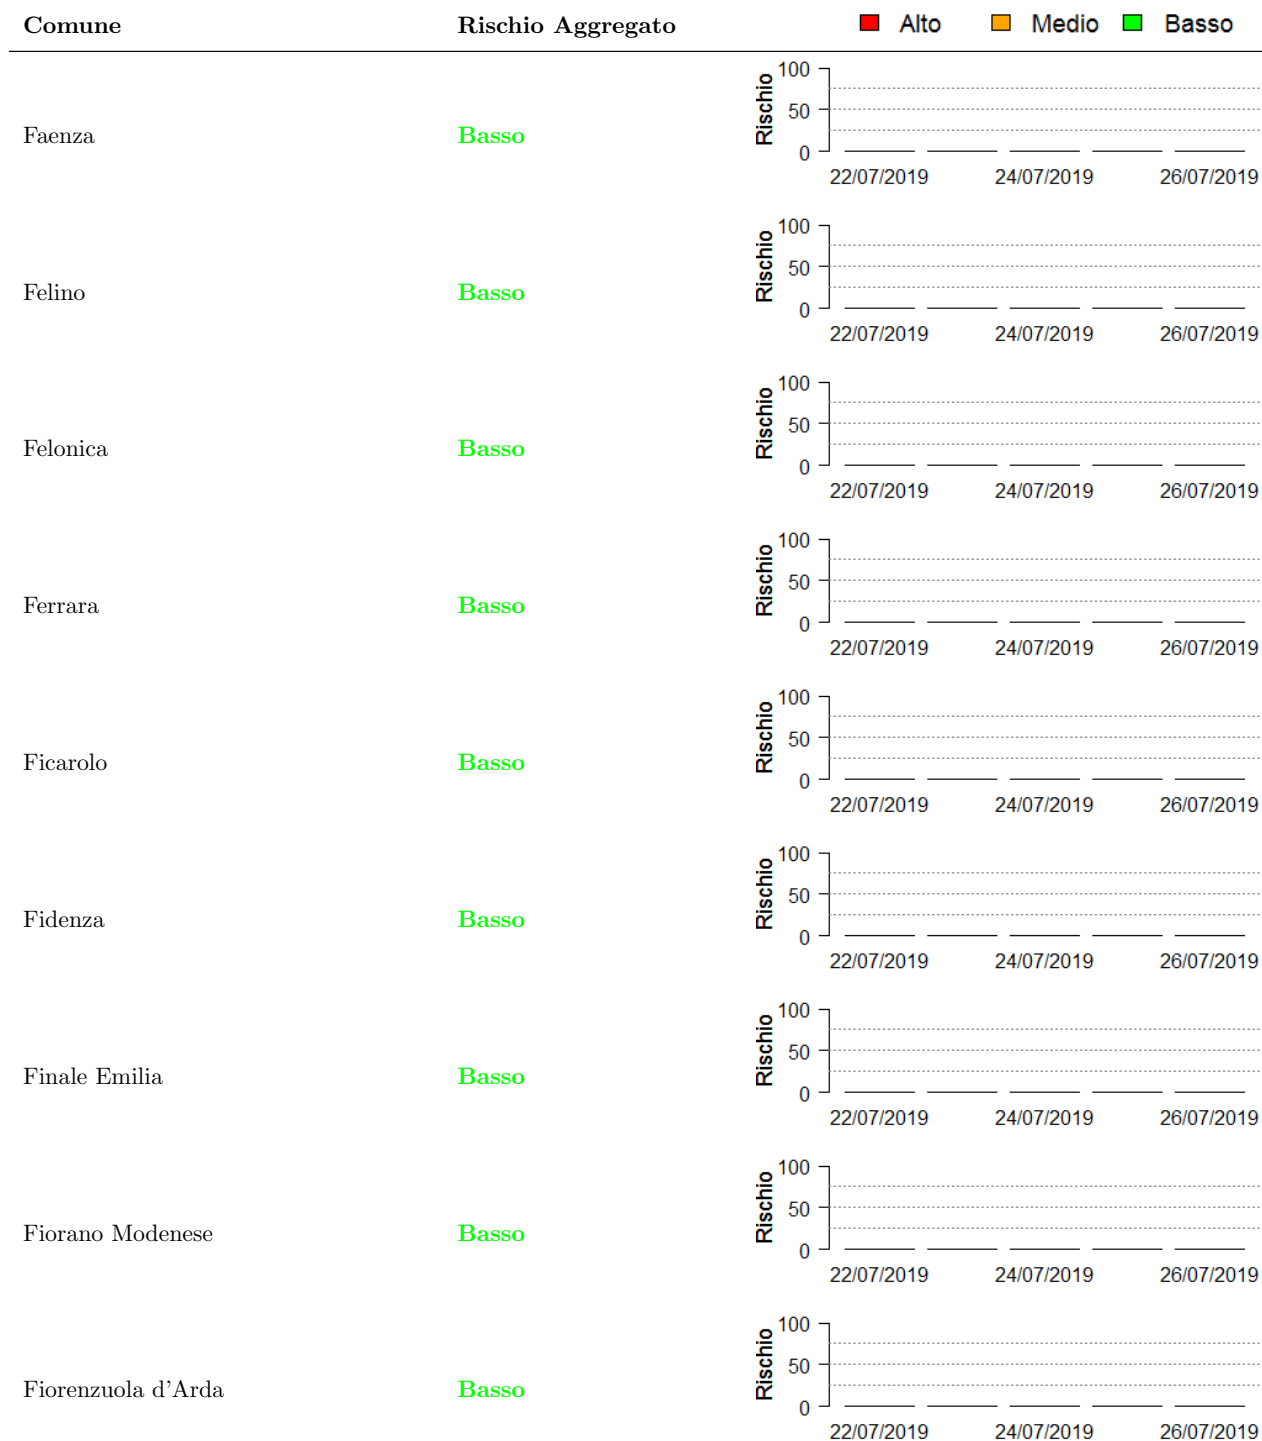 Comune Rischio Aggregato Alto Medio Basso
Faenza Basso
Rischio
100
50
0
22/07/2019 24/07/2019 26/07/2019
Felino Basso
Rischio
100
50
0
22/07/2019 24/07/2019 26/07/2019
Felonica Basso
Rischio
100
50
0
22/07/2019 24/07/2019 26/07/2019
Ferrara Basso
Rischio
100
50
0
22/07/2019 24/07/2019 26/07/2019
Ficarolo Basso
Rischio
100
50
0
22/07/2019 24/07/2019 26/07/2019
Fidenza Basso
Rischio
100
50
0
22/07/2019 24/07/2019 26/07/2019
Finale Emilia Basso
Rischio
100
50
0
22/07/2019 24/07/2019 26/07/2019
Fiorano Modenese Basso
Rischio
100
50
0
22/07/2019 24/07/2019 26/07/2019
Fiorenzuola d'Arda Basso
Rischio
100
50
0
22/07/2019 24/07/2019 26/07/2019